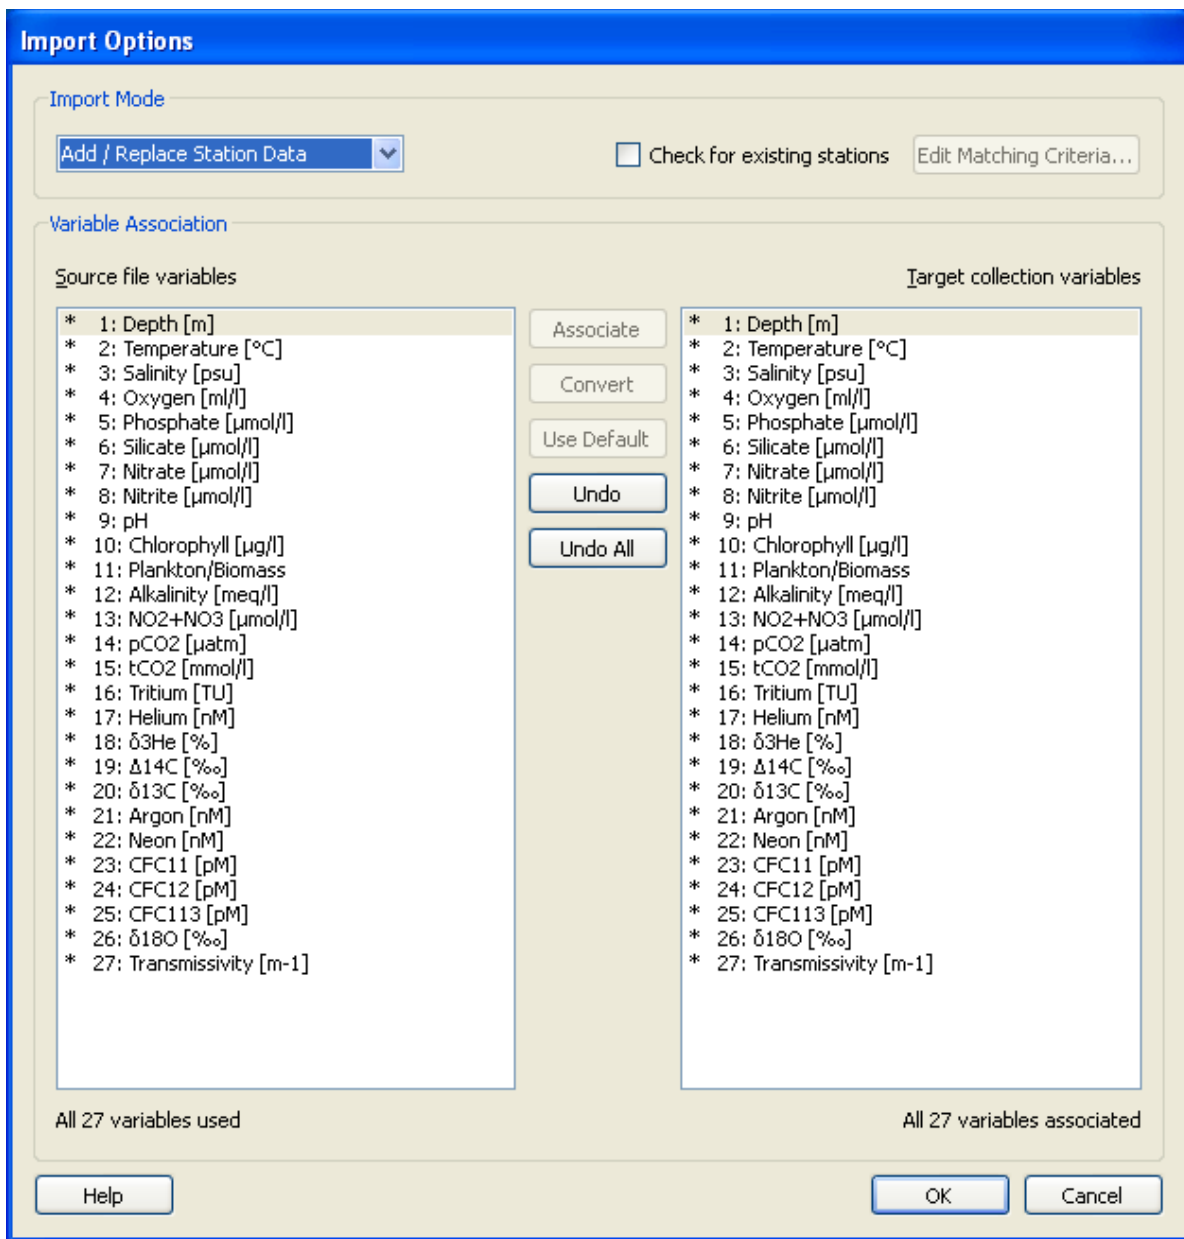 Import Options
Import Mode
Add / Replace Station Data
Check for existing stations
Edit Matching Criteria...
Variable Association
Source file variables
Target collection variables
* 1: Depth [m]
* 2: Temperature [°C]
* 3: Salinity [psu]
* 4: Oxygen [ml/l]
* 5: Phosphate [µmol/l]
* 6: Silicate [µmol/l]
* 7: Nitrate [µmol/l]
* 8: Nitrite [µmol/l]
* 9: pH
* 10: Chlorophyll [µg/l]
* 11: Plankton/Biomass
* 12: Alkalinity [meq/l]
* 13: NO2+NO3 [µmol/l]
* 14: pCO2 [µatm]
* 15: tCO2 [mmol/l]
* 16: Tritium [TU]
* 17: Helium [nM]
* 18: δ3He [%]
* 19: Δ14C [‰]
* 20: δ13C [‰]
* 21: Argon [nM]
* 22: Neon [nM]
* 23: CFC11 [pM]
* 24: CFC12 [pM]
* 25: CFC113 [pM]
* 26: δ18O [‰]
* 27: Transmissivity [m-1]
Associate
Convert
Use Default
Undo
Undo All
* 1: Depth [m]
* 2: Temperature [°C]
* 3: Salinity [psu]
* 4: Oxygen [ml/l]
* 5: Phosphate [µmol/l]
* 6: Silicate [µmol/l]
* 7: Nitrate [µmol/l]
* 8: Nitrite [µmol/l]
* 9: pH
* 10: Chlorophyll [µg/l]
* 11: Plankton/Biomass
* 12: Alkalinity [meq/l]
* 13: NO2+NO3 [µmol/l]
* 14: pCO2 [µatm]
* 15: tCO2 [mmol/l]
* 16: Tritium [TU]
* 17: Helium [nM]
* 18: δ3He [%]
* 19: Δ14C [‰]
* 20: δ13C [‰]
* 21: Argon [nM]
* 22: Neon [nM]
* 23: CFC11 [pM]
* 24: CFC12 [pM]
* 25: CFC113 [pM]
* 26: δ18O [‰]
* 27: Transmissivity [m-1]
All 27 variables used
All 27 variables associated
Help
OK
Cancel